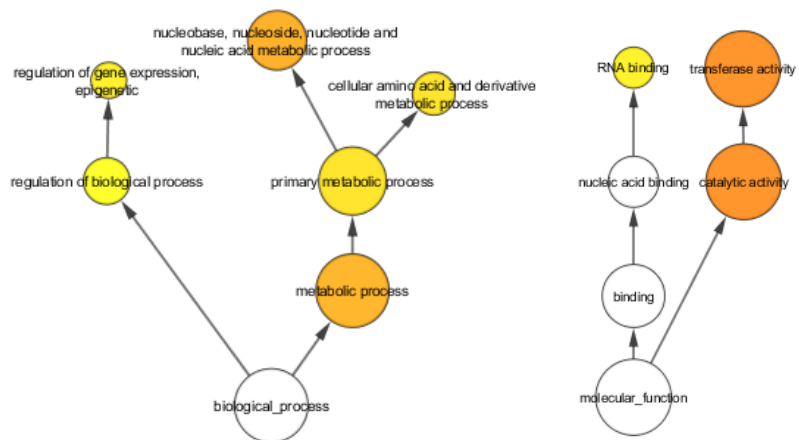 nucleobase, nucleoside, nucleotide and
nucleic acid metabolic process
regulation of gene expression,
epigenetic
cellular amino acid and derivative
metabolic process
RNA binding
transferase activity
regulation of biological process
primary metabolic process
nucleic acid binding
catalytic activity
metabolic process
binding
biological_process
molecular_function